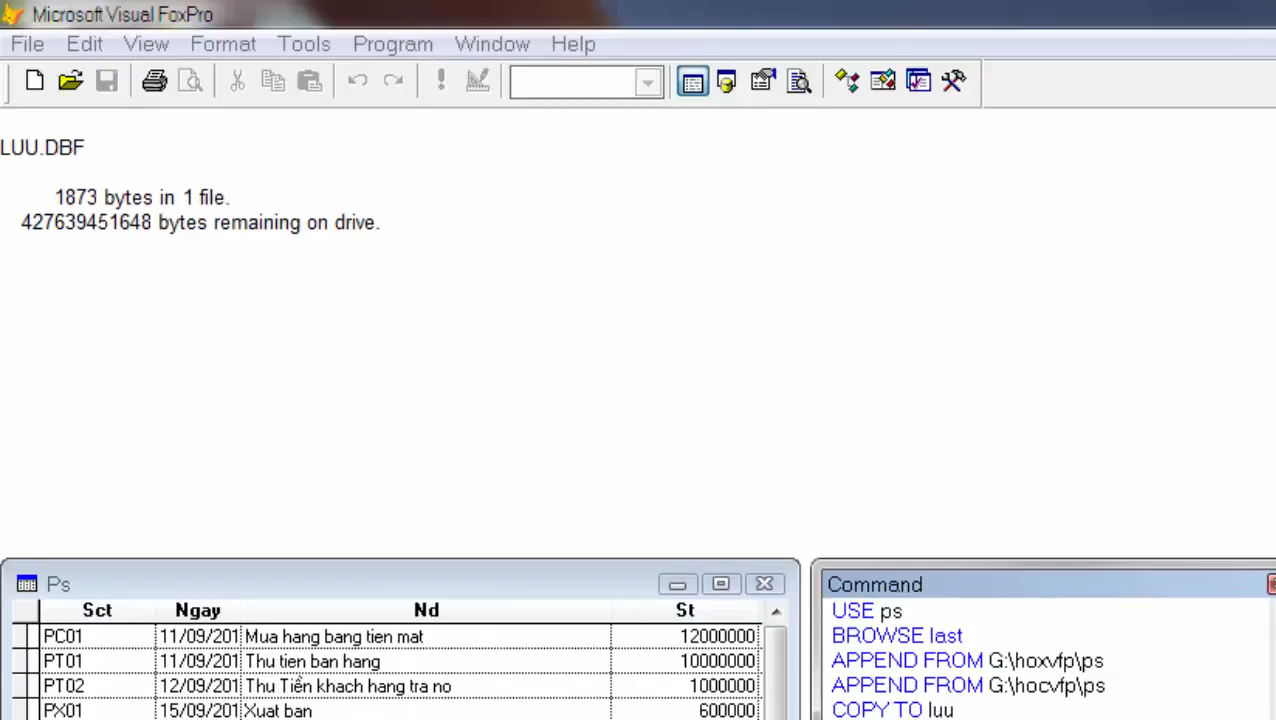 Microsoft Visual FoxPro
File Edit View Format Tools Program Window Help
LUU.DBF
1873 bytes in 1 file.
427639451648 bytes remaining on drive.
Ps
Sct Ngay Nd St
PC01 11/09/201 Mua hang bang tien mat 12000000
PT01 11/09/201 Thu tien ban hang 10000000
PT02 12/09/201 Thu Tiền khach hang tra no 1000000
PX01 15/09/201 Xuat ban 600000
Command
USE ps
BROWSE last
APPEND FROM G:\hoxvfp\ps
APPEND FROM G:\hocvfp\ps
COPY TO luu